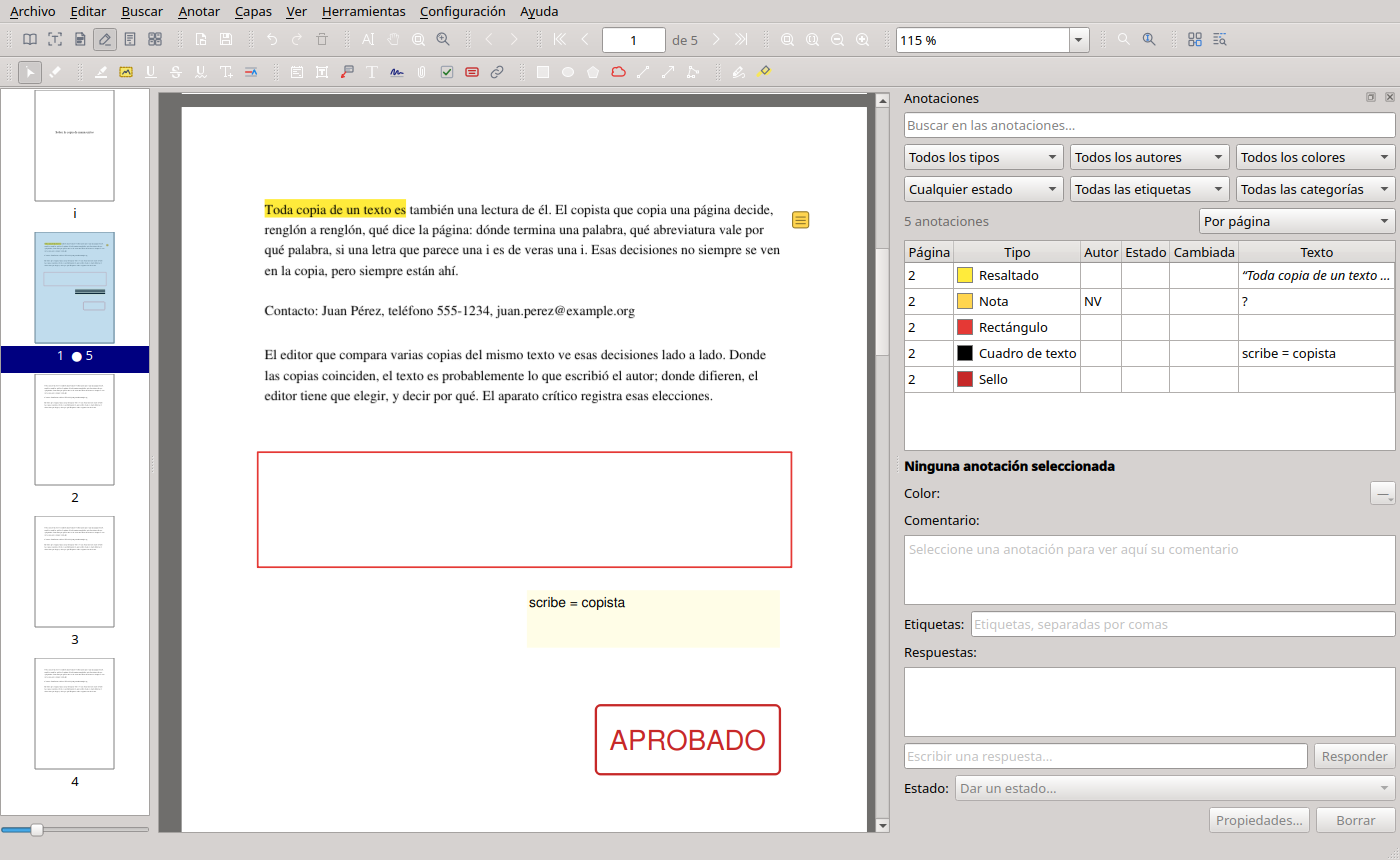 Archivo Editar Buscar Anotar Capas Ver Herramientas Configuración Ayuda
1 de 5 115 %
i
1 5
2
3
4
Toda copia de un texto es también una lectura de él. El copista que copia una página decide,
renglón a renglón, qué dice la página: dónde termina una palabra, qué abreviatura vale por
qué palabra, si una letra que parece una i es de veras una i. Esas decisiones no siempre se ven
en la copia, pero siempre están ahí.
Contacto: Juan Pérez, teléfono 555-1234, juan.perez@example.org
El editor que compara varias copias del mismo texto ve esas decisiones lado a lado. Donde
las copias coinciden, el texto es probablemente lo que escribió el autor; donde difieren, el
editor tiene que elegir, y decir por qué. El aparato crítico registra esas elecciones.
scribe = copista
APROBADO
Anotaciones
Buscar en las anotaciones...
Todos los tipos Todos los autores Todos los colores
Cualquier estado Todas las etiquetas Todas las categorías
5 anotaciones Por página
Página Tipo Autor Estado Cambiada Texto
2 Resaltado “Toda copia de un texto ...
2 Nota NV ?
2 Rectángulo
2 Cuadro de texto scribe = copista
2 Sello
Ninguna anotación seleccionada
Color: —
Comentario:
Seleccione una anotación para ver aquí su comentario
Etiquetas: Etiquetas, separadas por comas
Respuestas:
Escribir una respuesta... Responder
Estado: Dar un estado...
Propiedades... Borrar